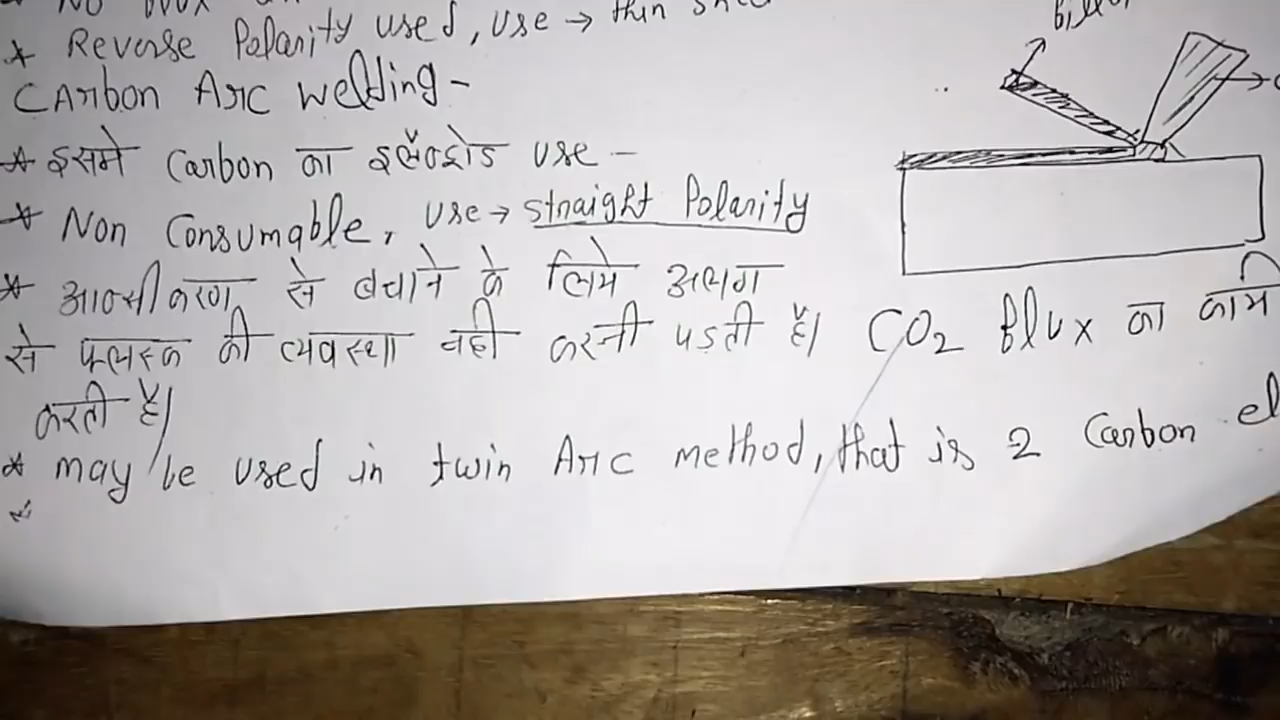 * Reverse Polarity used, use → thin
Carbon Arc Welding -
* इसमे Carbon का इलैक्ट्रोड use -
* Non Consumable, use → straight Polarity
* आक्सीकरण से बचाने के लिये अलग
से फ्लक्स की व्यवस्था नही करनी पडती है। CO2 flux का कार्य
करती है।
* may be used in twin Arc method, that is 2 Carbon el